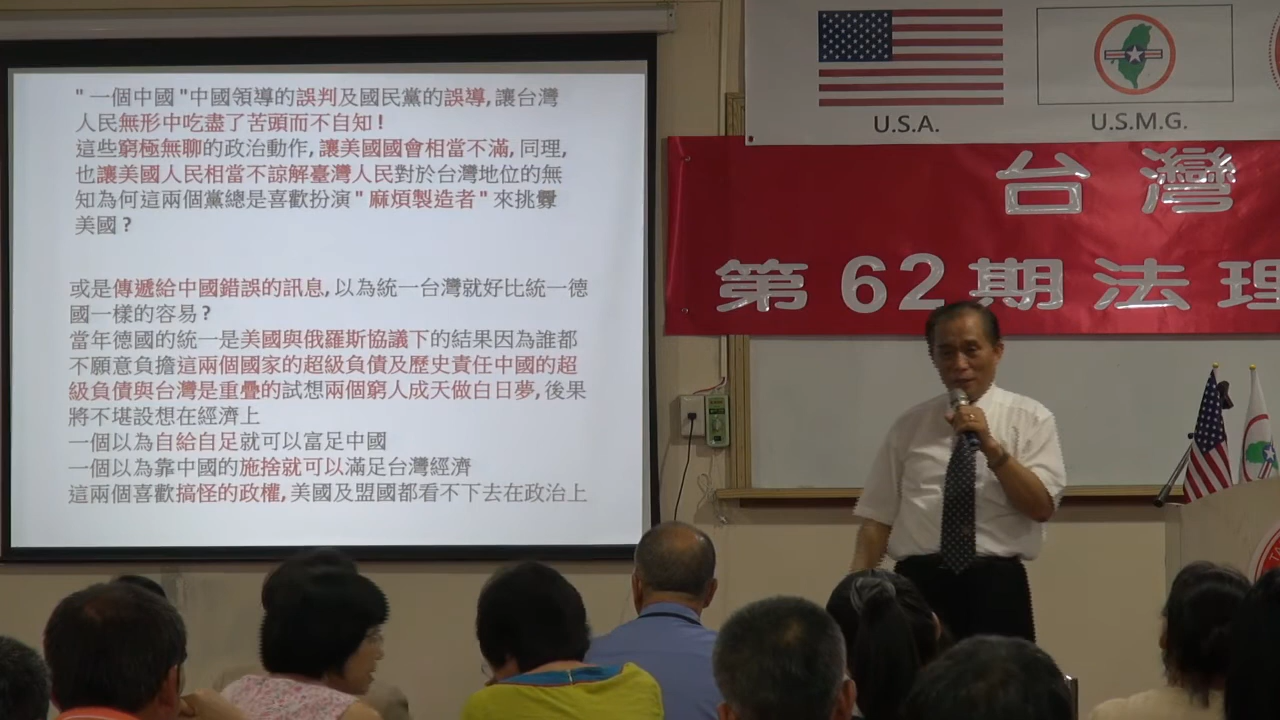 "一個中國"中國領導的誤判及國民黨的誤導,讓台灣
人民無形中吃盡了苦頭而不自知!
這些窮極無聊的政治動作,讓美國國會相當不滿,同理,
也讓美國人民相當不諒解臺灣人民對於台灣地位的無
知為何這兩個黨總是喜歡扮演"麻煩製造者"來挑釁
美國?
或是傳遞給中國錯誤的訊息,以為統一台灣就好比統一德
國一樣的容易?
當年德國的統一是美國與俄羅斯協議下的結果因為誰都
不願意負擔這兩個國家的超級負債及歷史責任中國的超
級負債與台灣是重疊的試想兩個窮人成天做白日夢,後果
將不堪設想在經濟上
一個以為自給自足就可以富足中國
一個以為靠中國的施捨就可以滿足台灣經濟
這兩個喜歡搞怪的政權,美國及盟國都看不下去在政治上
U.S.A.
U.S.M.G.
台灣
第62期法理